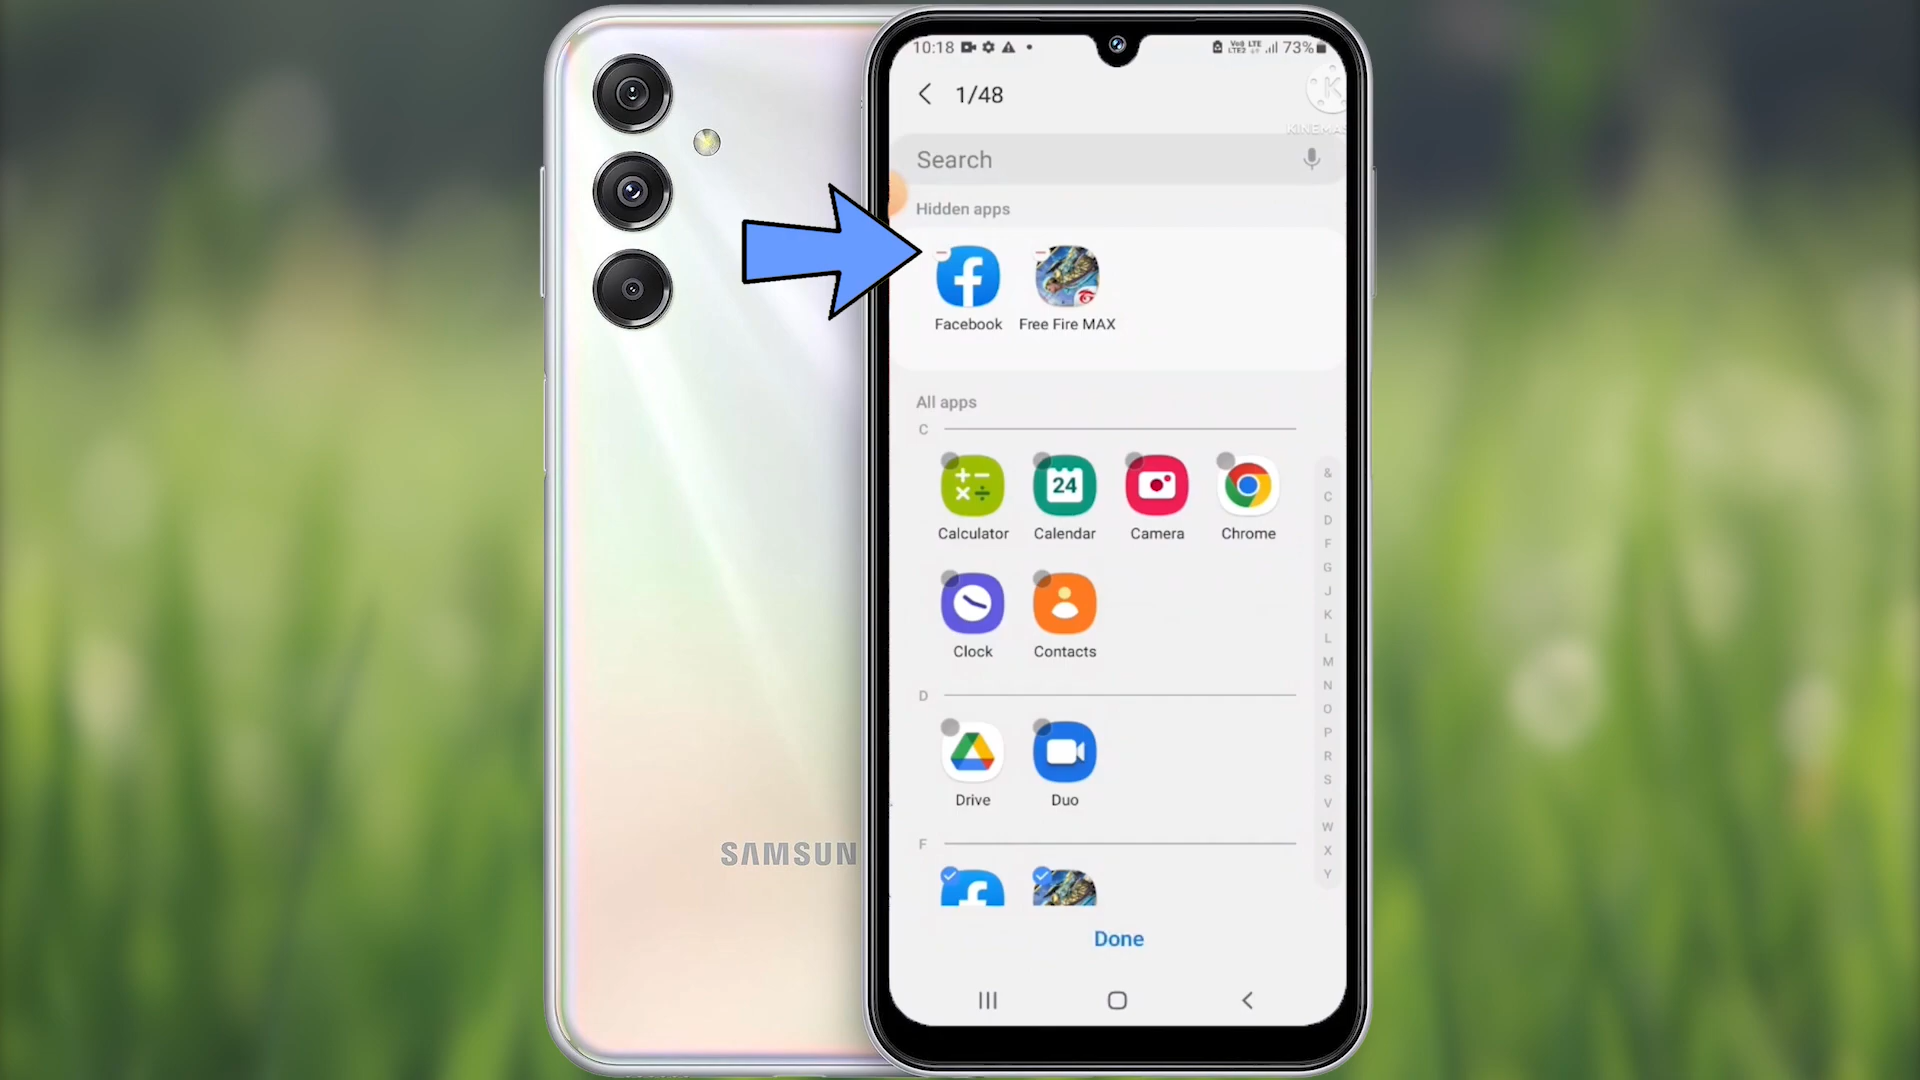 10:18
73%
1/48
Search
Hidden apps
Facebook Free Fire MAX
All apps
C
Calculator Calendar Camera Chrome
Clock Contacts
D
Drive Duo
F
Done
&
C
D
F
G
J
K
L
M
N
O
P
R
S
V
W
X
Y
24
SAMSUN
KINEMAS